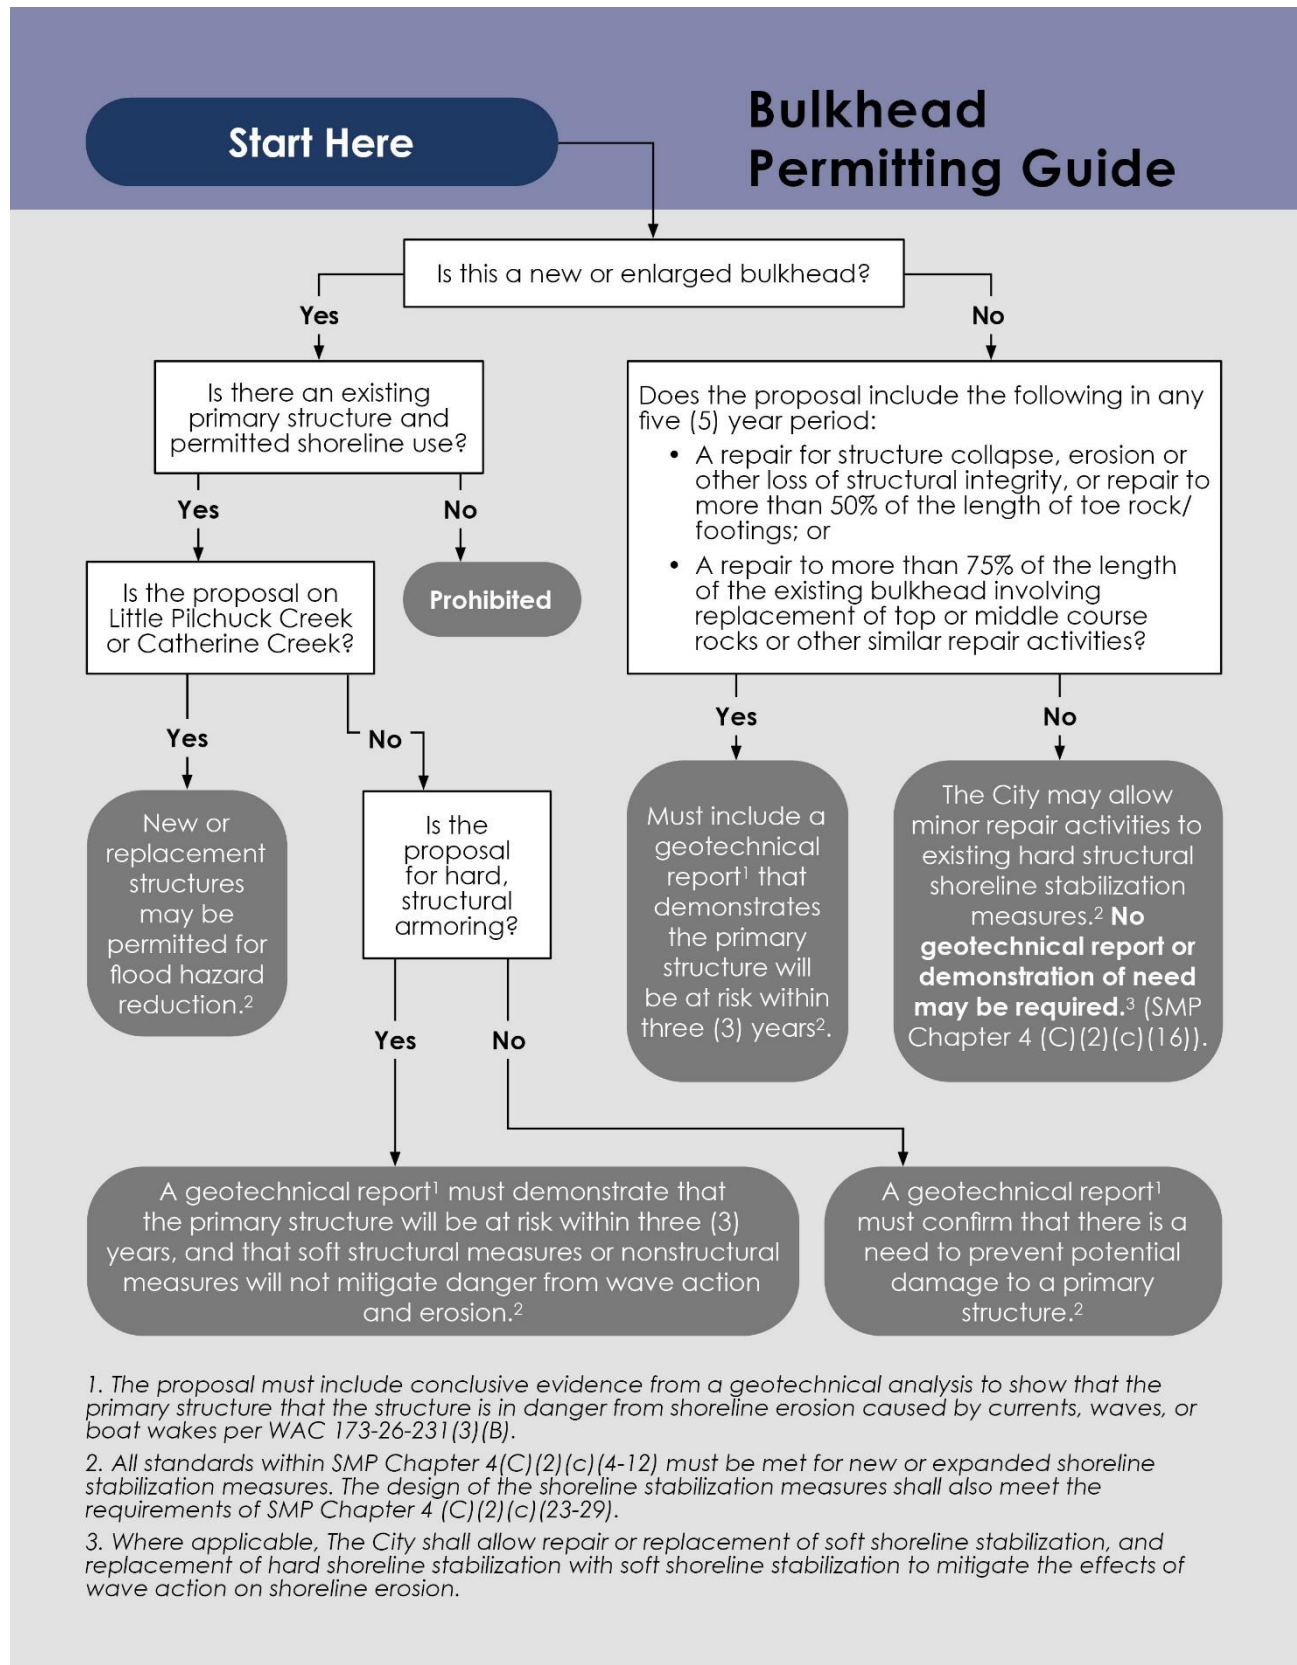 Start Here
Bulkhead
Permitting Guide
Is this a new or enlarged bulkhead?
Yes
No
Is there an existing
primary structure and
permitted shoreline use?
Does the proposal include the following in any
five (5) year period:
• A repair for structure collapse, erosion or
other loss of structural integrity, or repair to
more than 50% of the length of toe rock/
footings; or
• A repair to more than 75% of the length
of the existing bulkhead involving
replacement of top or middle course
rocks or other similar repair activities?
Yes
No
Is the proposal on
Little Pilchuck Creek
or Catherine Creek?
Prohibited
Yes
No
Yes
No
New or
replacement
structures
may be
permitted for
flood hazard
reduction.²
Is the
proposal
for hard,
structural
armoring?
Must include a
geotechnical
report¹ that
demonstrates
the primary
structure will
be at risk within
three (3) years².
The City may allow
minor repair activities to
existing hard structural
shoreline stabilization
measures.² No
geotechnical report or
demonstration of need
may be required.³ (SMP
Chapter 4 (C)(2)(c)(16)).
Yes
No
A geotechnical report¹ must demonstrate that
the primary structure will be at risk within three (3)
years, and that soft structural measures or nonstructural
measures will not mitigate danger from wave action
and erosion.²
A geotechnical report¹
must confirm that there is a
need to prevent potential
damage to a primary
structure.²
1. The proposal must include conclusive evidence from a geotechnical analysis to show that the
primary structure that the structure is in danger from shoreline erosion caused by currents, waves, or
boat wakes per WAC 173-26-231(3)(B).
2. All standards within SMP Chapter 4(C)(2)(c)(4-12) must be met for new or expanded shoreline
stabilization measures. The design of the shoreline stabilization measures shall also meet the
requirements of SMP Chapter 4 (C)(2)(c)(23-29).
3. Where applicable, The City shall allow repair or replacement of soft shoreline stabilization, and
replacement of hard shoreline stabilization with soft shoreline stabilization to mitigate the effects of
wave action on shoreline erosion.